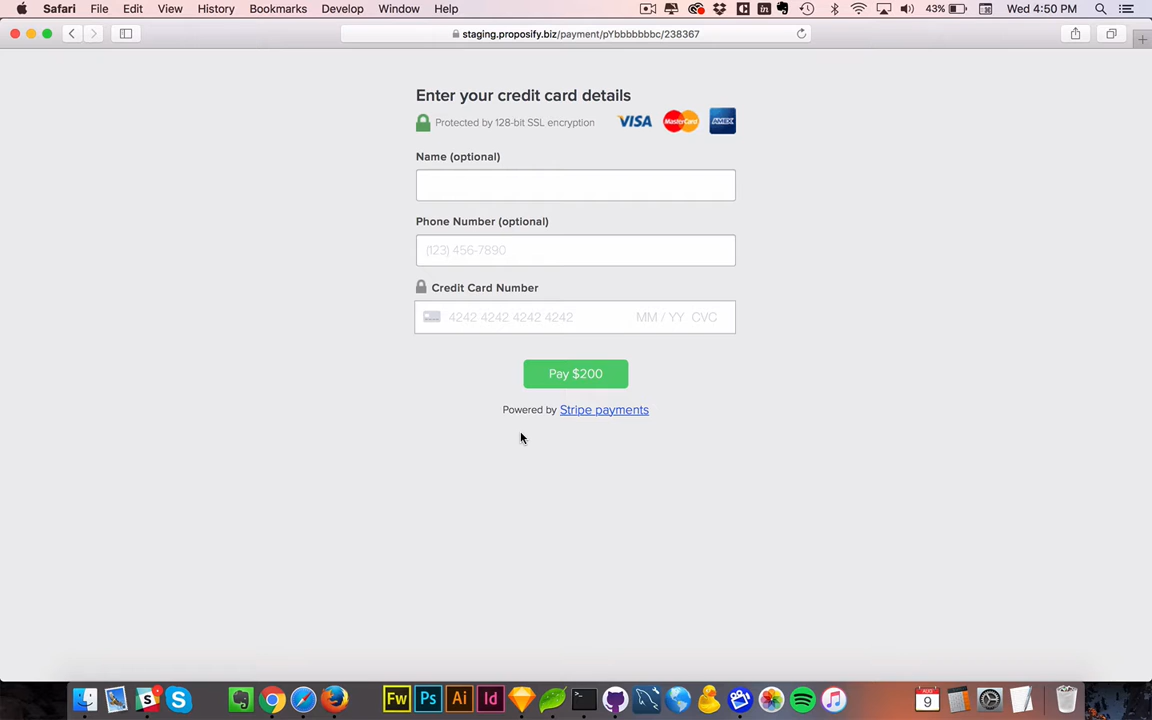 Safari File Edit View History Bookmarks Develop Window Help 43% Wed 4:50 PM
staging.proposify.biz/payment/pYbbbbbbbc/238367
Enter your credit card details
Protected by 128-bit SSL encryption VISA MasterCard AMEX
Name (optional)
Phone Number (optional)
(123) 456-7890
Credit Card Number
4242 4242 4242 4242 MM / YY CVC
Pay $200
Powered by Stripe payments
Fw Ps Ai Id AUG 9